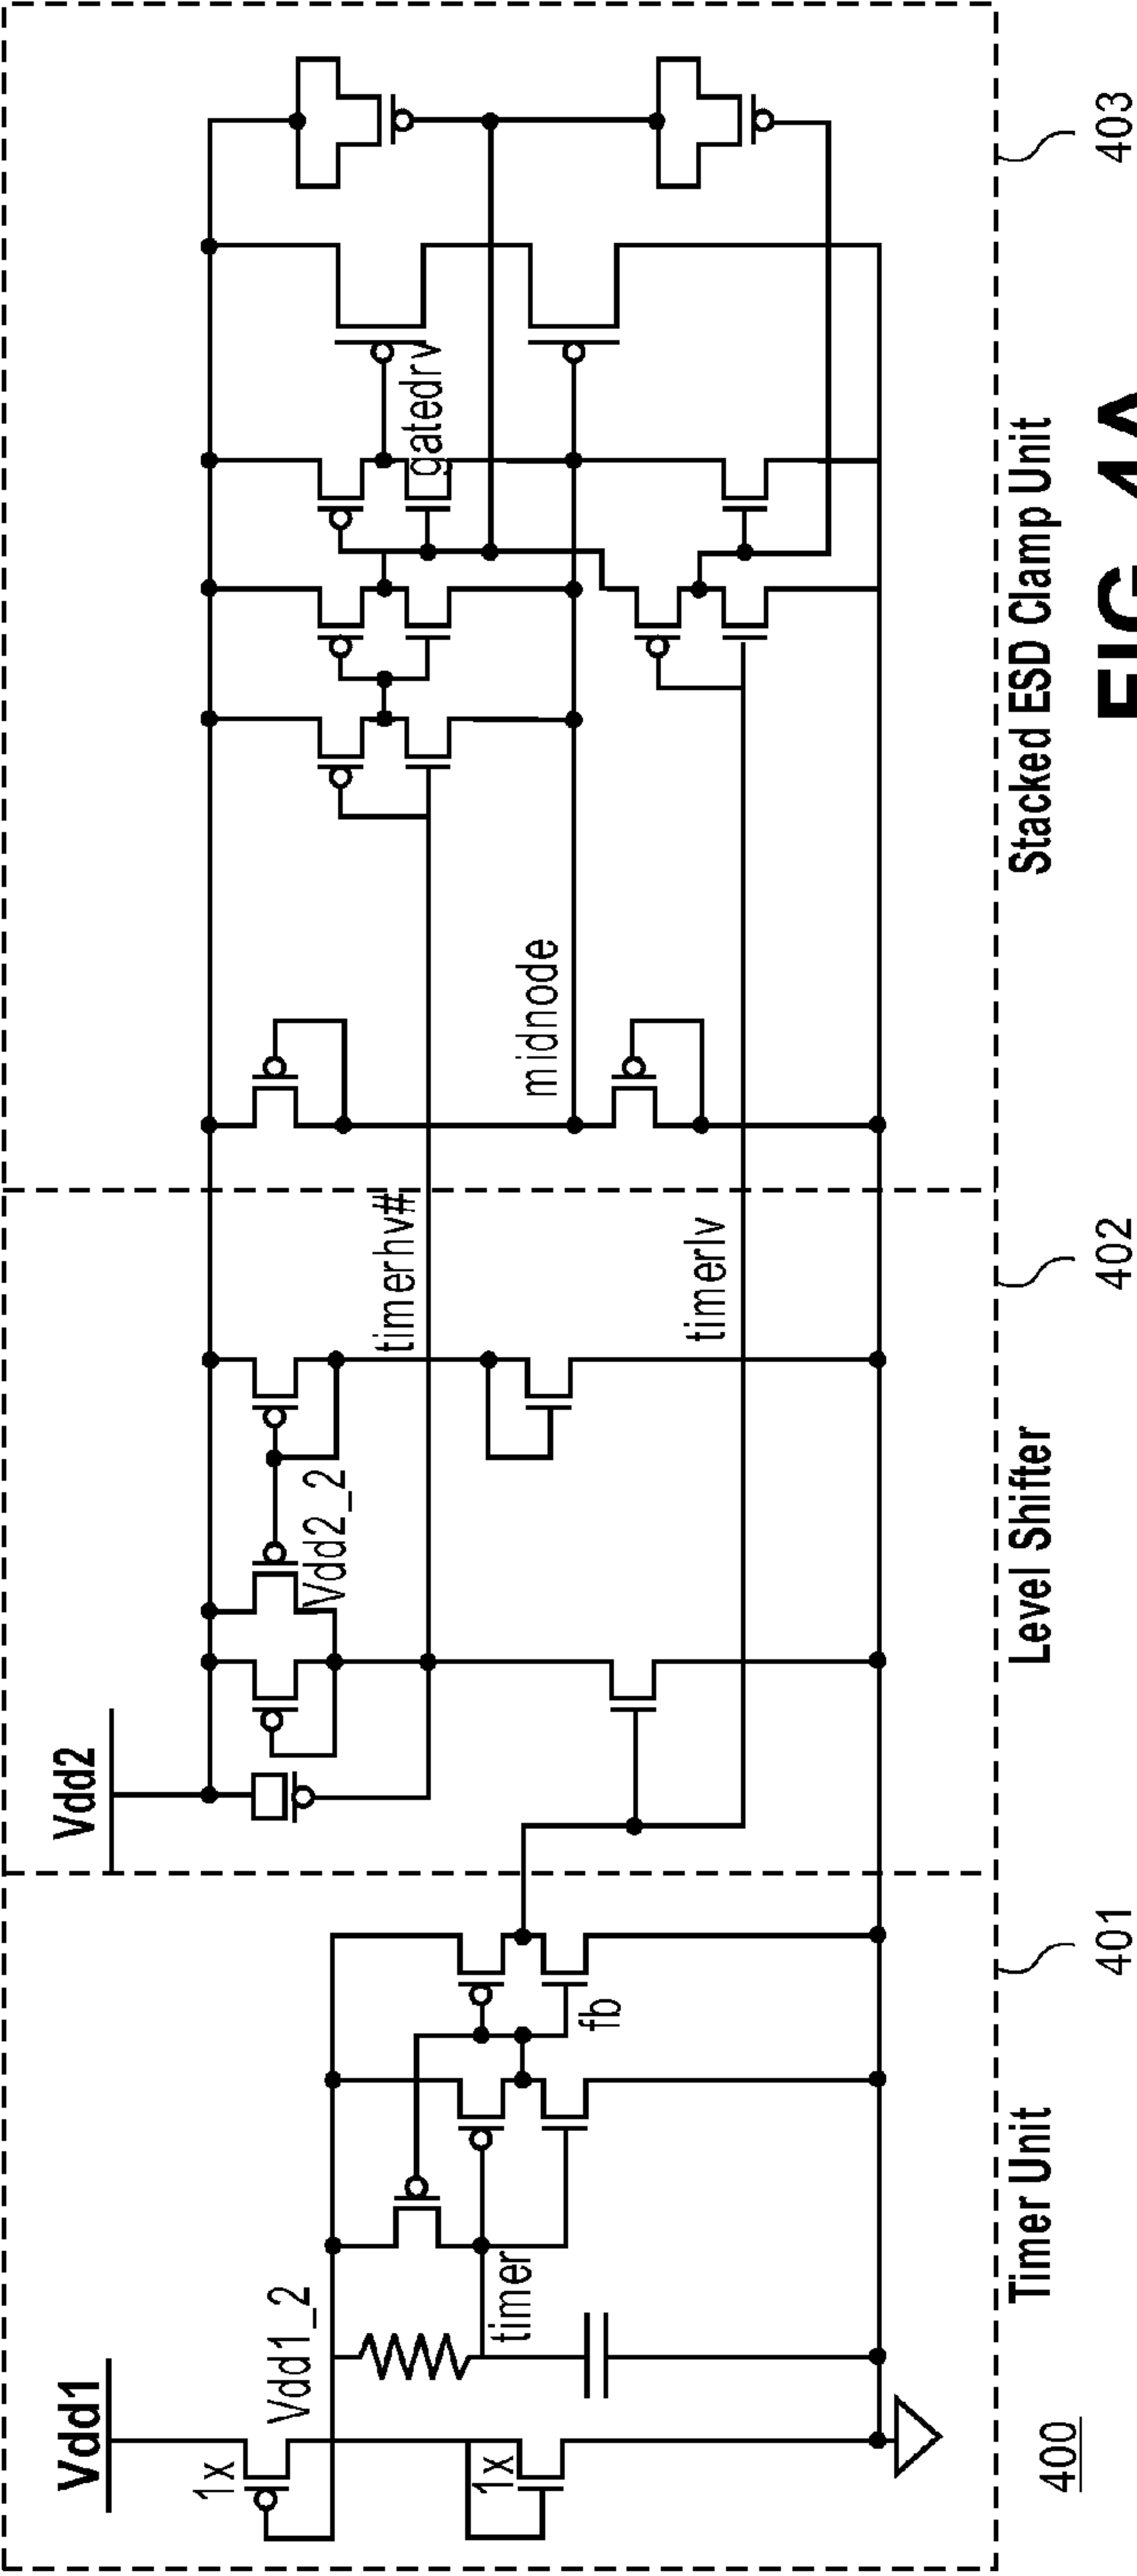 Vdd1
1x
Vdd1_2
1x
timer
fb
Timer Unit
400
401
Vdd2
Vdd2_2
timerhv#
timerlv
Level Shifter
402
midnode
gatedrv
Stacked ESD Clamp Unit
403